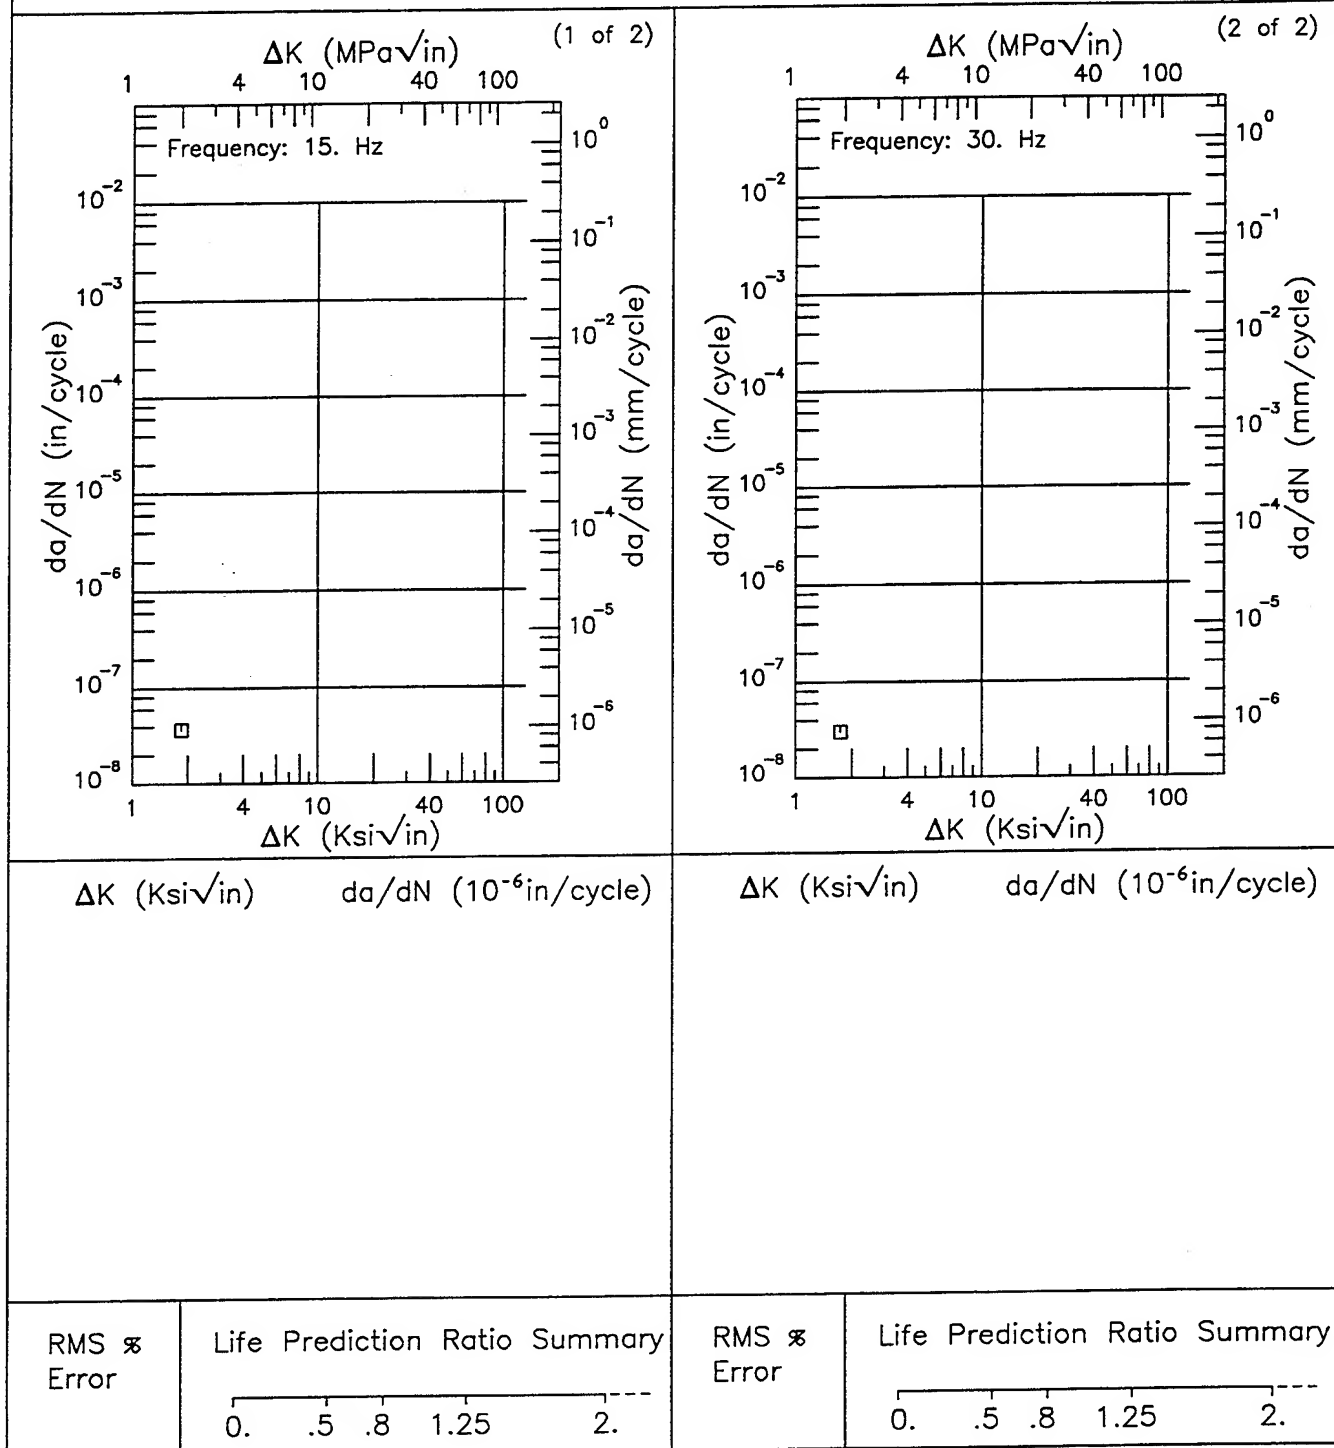 (1 of 2)
ΔK (MPa√in)
1 4 10 40 100
Frequency: 15. Hz
10⁰
10⁻²
10⁻¹
10⁻³
10⁻²
10⁻⁴
10⁻³
10⁻⁵
10⁻⁴
10⁻⁶
10⁻⁵
10⁻⁷
10⁻⁶
10⁻⁸
da/dN (in/cycle)
da/dN (mm/cycle)
1 4 10 40 100
ΔK (Ksi√in)
ΔK (Ksi√in) da/dN (10⁻⁶in/cycle)
RMS %
Error
Life Prediction Ratio Summary
0. .5 .8 1.25 2.
(2 of 2)
ΔK (MPa√in)
1 4 10 40 100
Frequency: 30. Hz
10⁰
10⁻²
10⁻¹
10⁻³
10⁻²
10⁻⁴
10⁻³
10⁻⁵
10⁻⁴
10⁻⁶
10⁻⁵
10⁻⁷
10⁻⁶
10⁻⁸
da/dN (in/cycle)
da/dN (mm/cycle)
1 4 10 40 100
ΔK (Ksi√in)
ΔK (Ksi√in) da/dN (10⁻⁶in/cycle)
RMS %
Error
Life Prediction Ratio Summary
0. .5 .8 1.25 2.